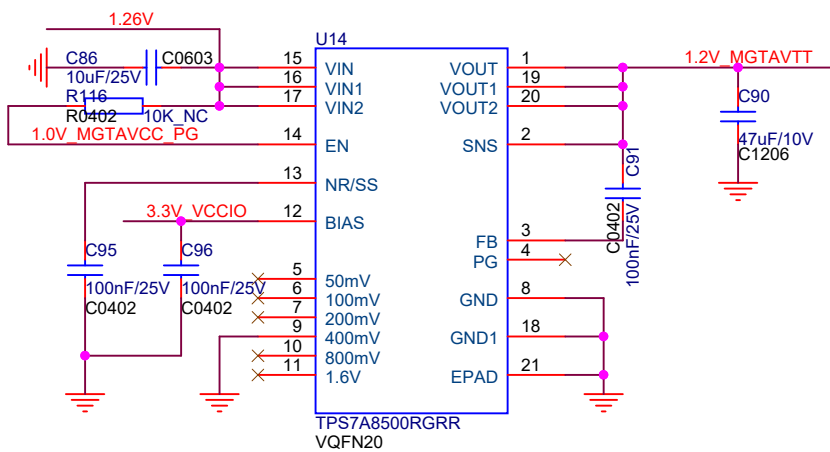 1.26V
U14
C86
C0603
10uF/25V
R116
10K_NC
R0402
1.0V_MGTAVCC_PG
15
VIN
16
VIN1
17
VIN2
14
EN
13
NR/SS
3.3V_VCCIO
12
BIAS
C95
C96
100nF/25V
100nF/25V
C0402
C0402
5
50mV
6
100mV
7
200mV
9
400mV
10
800mV
11
1.6V
VOUT
1
VOUT1
19
VOUT2
20
SNS
2
FB
3
PG
4
GND
8
GND1
18
EPAD
21
1.2V_MGTAVTT
C90
47uF/10V
C1206
C91
C0402
100nF/25V
TPS7A8500RGRR
VQFN20